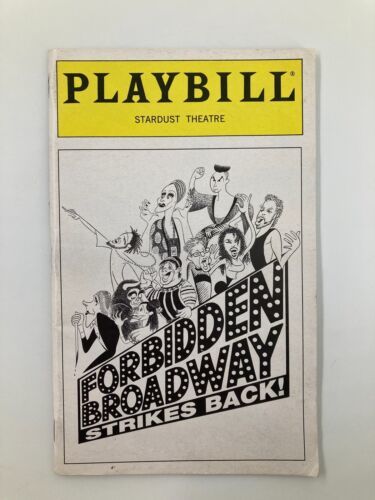 PLAYBILL®
STARDUST THEATRE
FORBIDDEN
BROADWAY
STRIKES BACK!